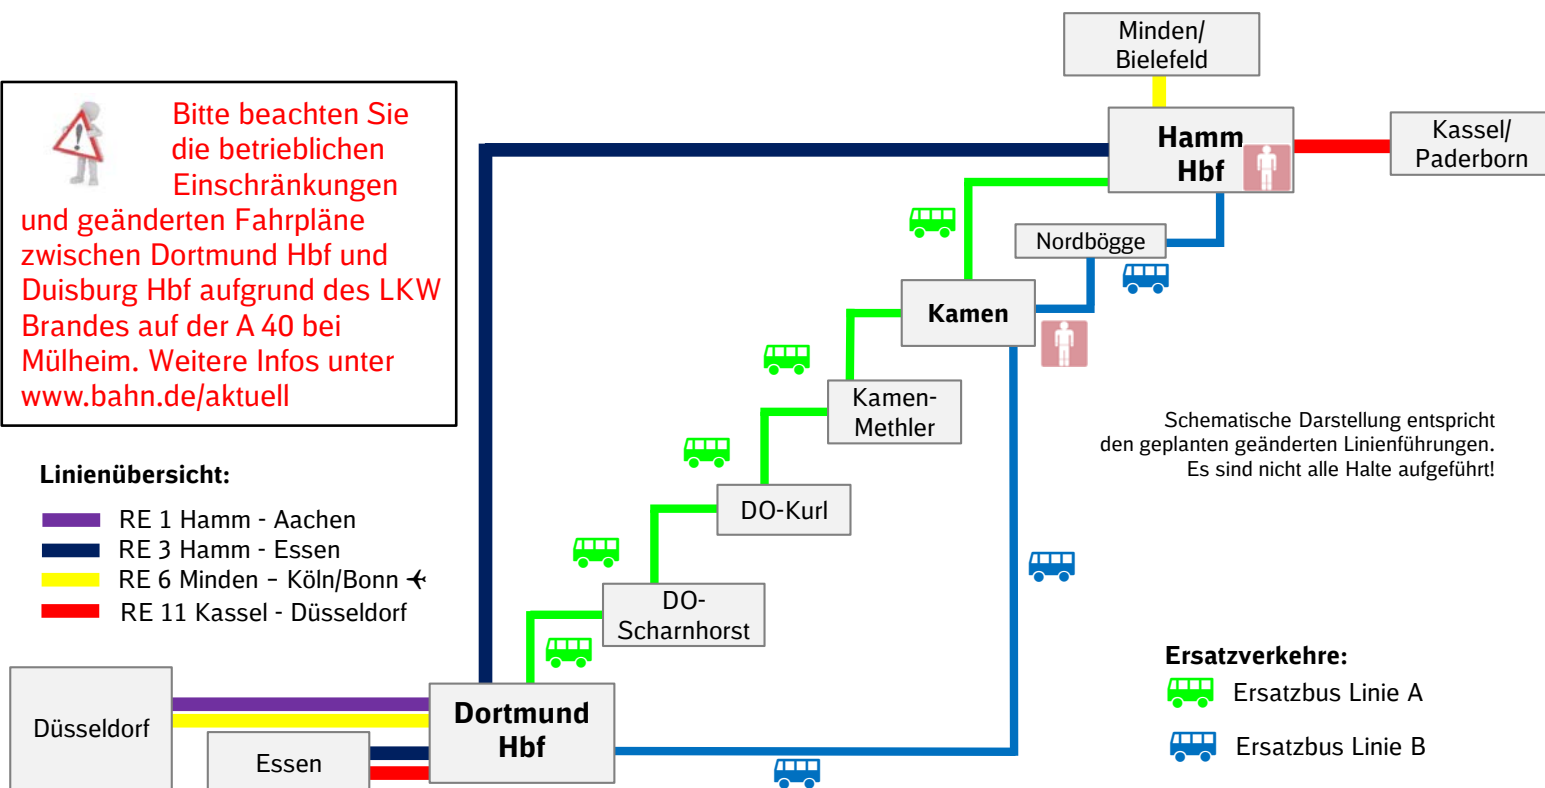 Minden/
Bielefeld
Bitte beachten Sie
die betrieblichen
Einschränkungen
und geänderten Fahrpläne
zwischen Dortmund Hbf und
Duisburg Hbf aufgrund des LKW
Brandes auf der A 40 bei
Mülheim. Weitere Infos unter
www.bahn.de/aktuell
Hamm
Hbf
Kassel/
Paderborn
Nordbögge
Kamen
Kamen-
Methler
Schematische Darstellung entspricht
den geplanten geänderten Linienführungen.
Es sind nicht alle Halte aufgeführt!
Linienübersicht:
RE 1 Hamm - Aachen
RE 3 Hamm - Essen
RE 6 Minden – Köln/Bonn
RE 11 Kassel - Düsseldorf
DO-Kurl
DO-
Scharnhorst
Düsseldorf
Essen
Dortmund
Hbf
Ersatzverkehre:
Ersatzbus Linie A
Ersatzbus Linie B